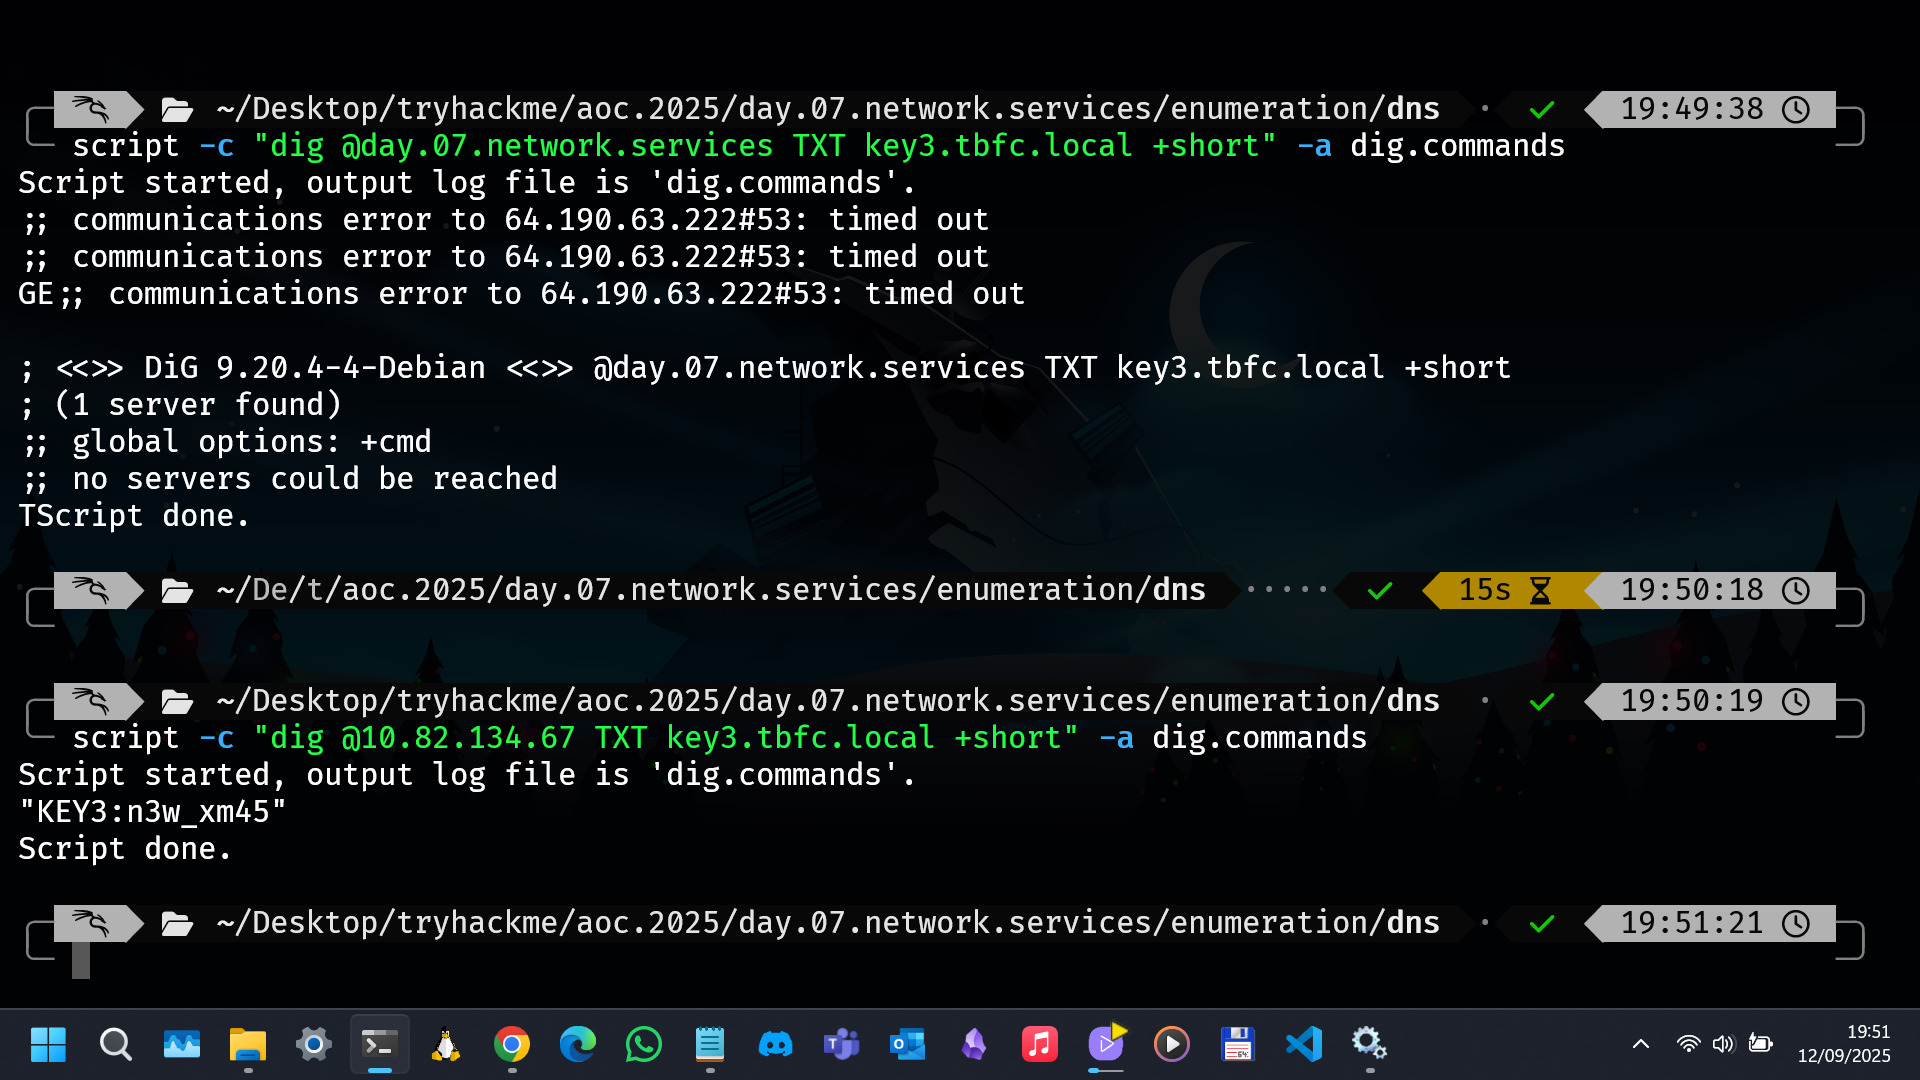 ~/Desktop/tryhackme/aoc.2025/day.07.network.services/enumeration/dns · ✓ 19:49:38
script -c "dig @day.07.network.services TXT key3.tbfc.local +short" -a dig.commands
Script started, output log file is 'dig.commands'.
;; communications error to 64.190.63.222#53: timed out
;; communications error to 64.190.63.222#53: timed out
GE;; communications error to 64.190.63.222#53: timed out
; <<>> DiG 9.20.4-4-Debian <<>> @day.07.network.services TXT key3.tbfc.local +short
; (1 server found)
;; global options: +cmd
;; no servers could be reached
TScript done.
~/De/t/aoc.2025/day.07.network.services/enumeration/dns ····· ✓ 15s 19:50:18
~/Desktop/tryhackme/aoc.2025/day.07.network.services/enumeration/dns · ✓ 19:50:19
script -c "dig @10.82.134.67 TXT key3.tbfc.local +short" -a dig.commands
Script started, output log file is 'dig.commands'.
"KEY3:n3w_xm45"
Script done.
~/Desktop/tryhackme/aoc.2025/day.07.network.services/enumeration/dns · ✓ 19:51:21
19:51
12/09/2025